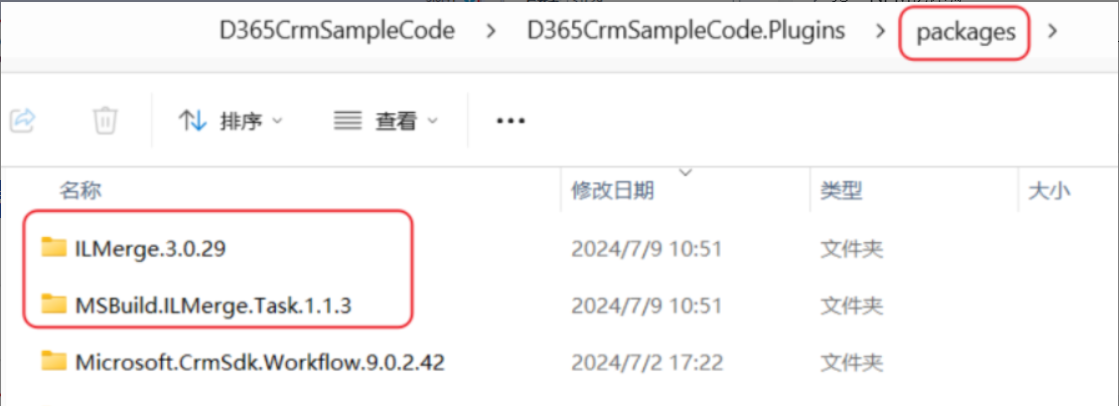 D365CrmSampleCode > D365CrmSampleCode.Plugins > packages >
排序 查看 •••
名称 修改日期 类型 大小
ILMerge.3.0.29 2024/7/9 10:51 文件夹
MSBuild.ILMerge.Task.1.1.3 2024/7/9 10:51 文件夹
Microsoft.CrmSdk.Workflow.9.0.2.42 2024/7/2 17:22 文件夹